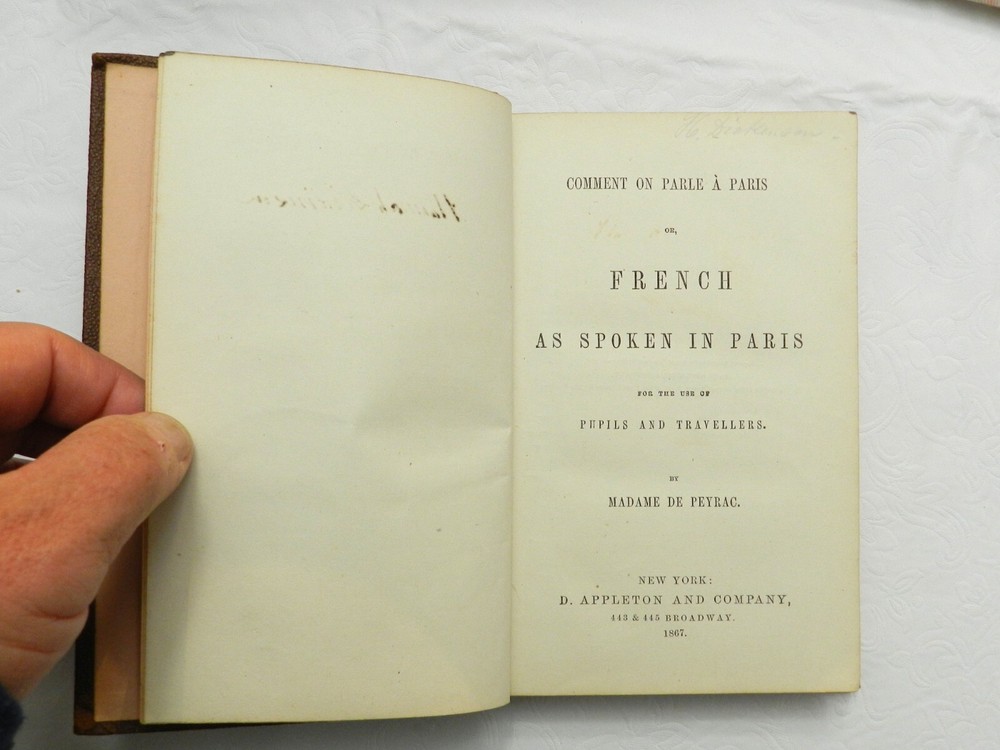 COMMENT ON PARLE À PARIS
OR,
FRENCH
AS SPOKEN IN PARIS
FOR THE USE OF
PUPILS AND TRAVELLERS.
BY
MADAME DE PEYRAC.
NEW YORK:
D. APPLETON AND COMPANY,
443 & 445 BROADWAY.
1867.